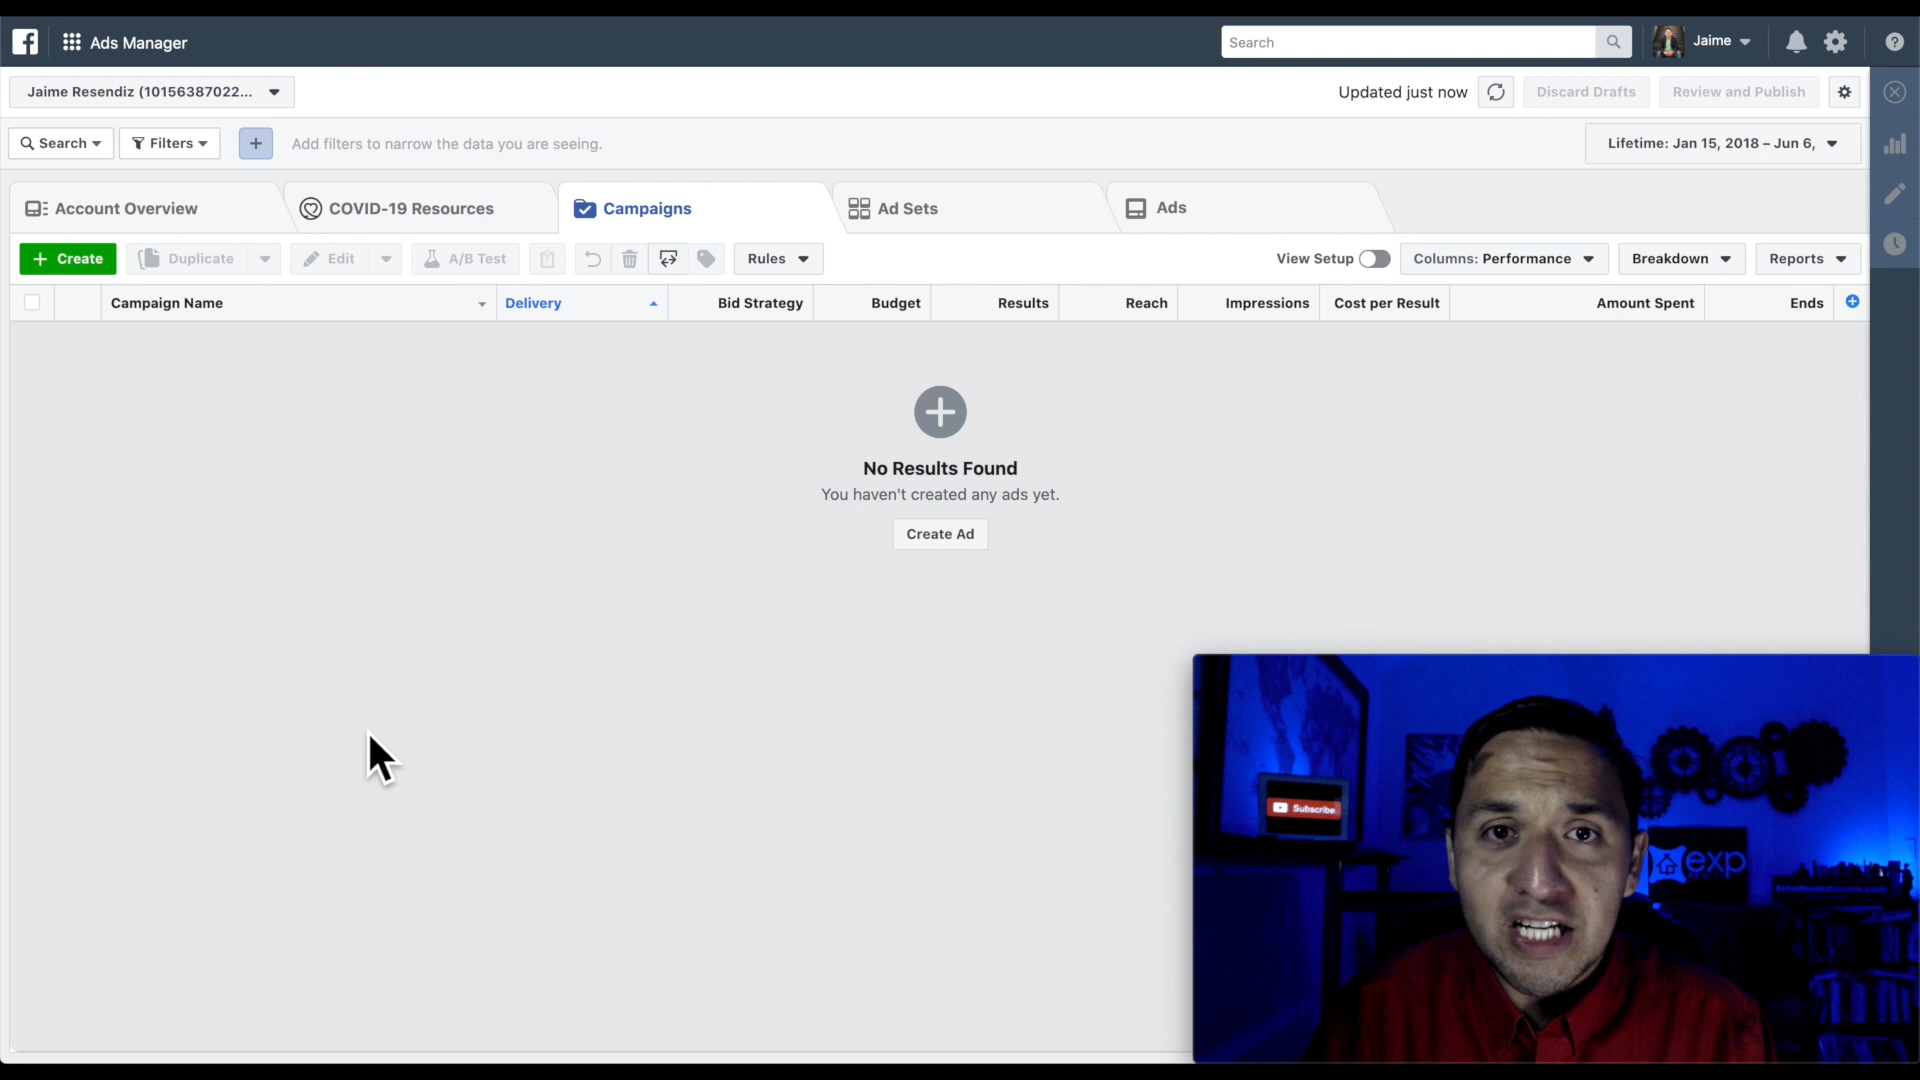 Ads Manager
Search
Jaime
Jaime Resendiz (10156387022...
Updated just now
Discard Drafts
Review and Publish
Search
Filters
Add filters to narrow the data you are seeing.
Lifetime: Jan 15, 2018 – Jun 6,
Account Overview
COVID-19 Resources
Campaigns
Ad Sets
Ads
+ Create
Duplicate
Edit
A/B Test
Rules
View Setup
Columns: Performance
Breakdown
Reports
Campaign Name
Delivery
Bid Strategy
Budget
Results
Reach
Impressions
Cost per Result
Amount Spent
Ends
No Results Found
You haven't created any ads yet.
Create Ad
Subscribe
exp